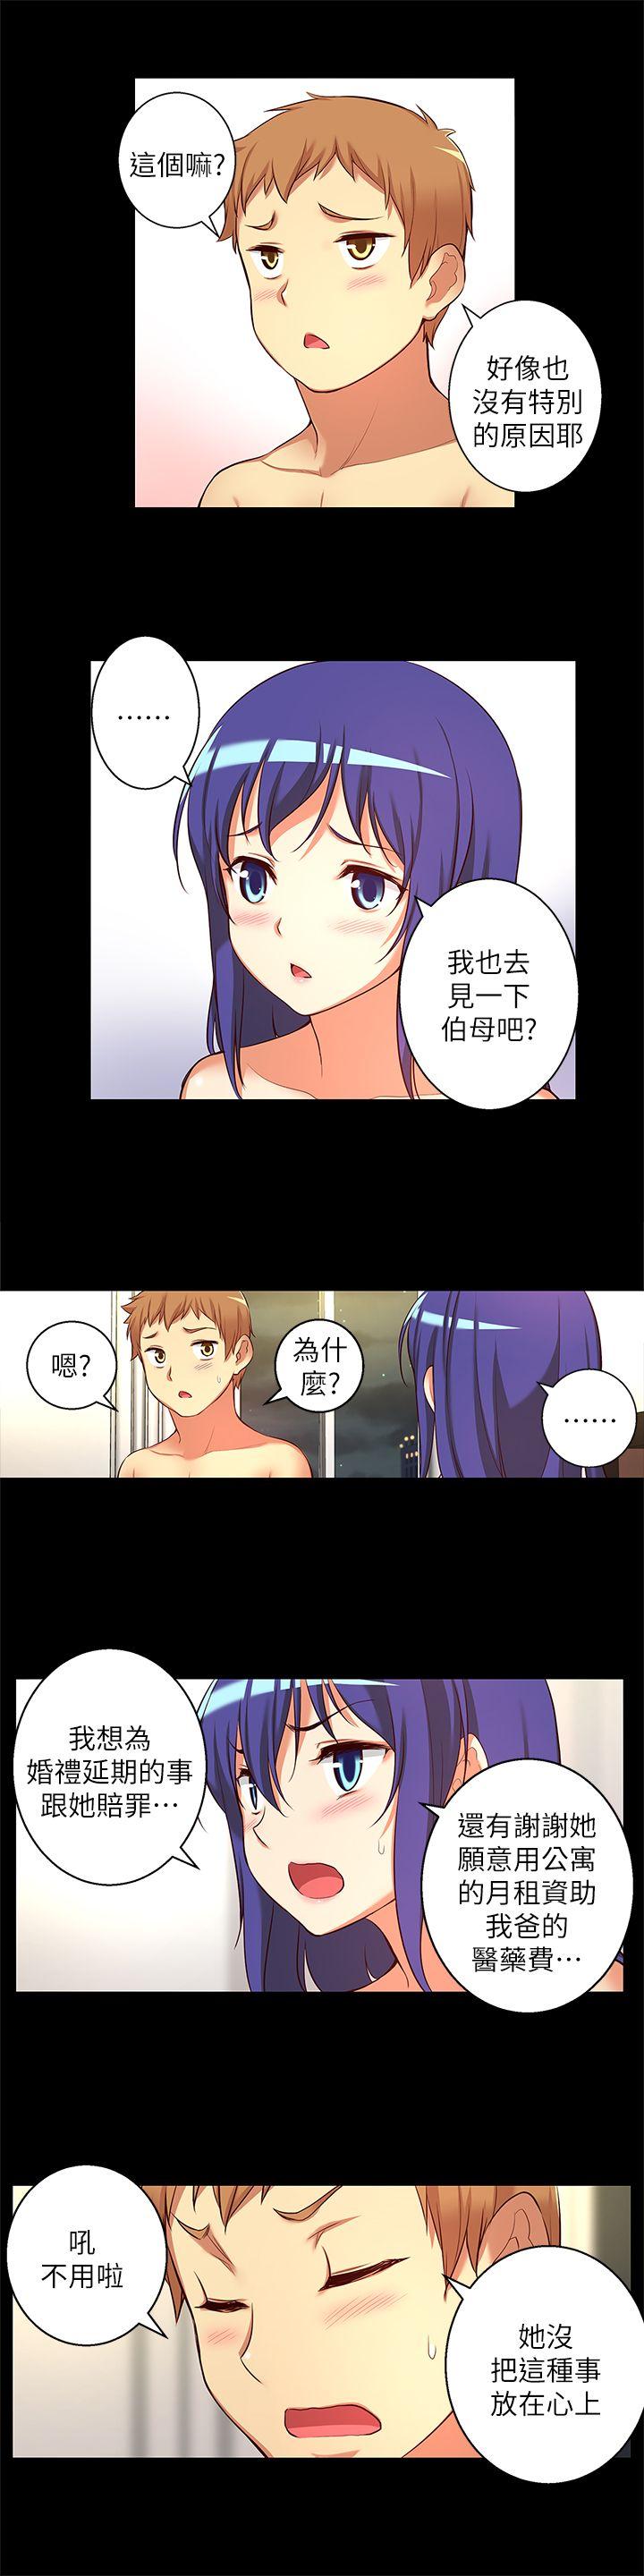 這個嘛?
好像也
沒有特別
的原因耶
……
我也去
見一下
伯母吧?
嗯?
為什
麼?
……
我想為
婚禮延期的事
跟她賠罪…
還有謝謝她
願意用公寓
的月租資助
我爸的
醫藥費…
吼
不用啦
她沒
把這種事
放在心上